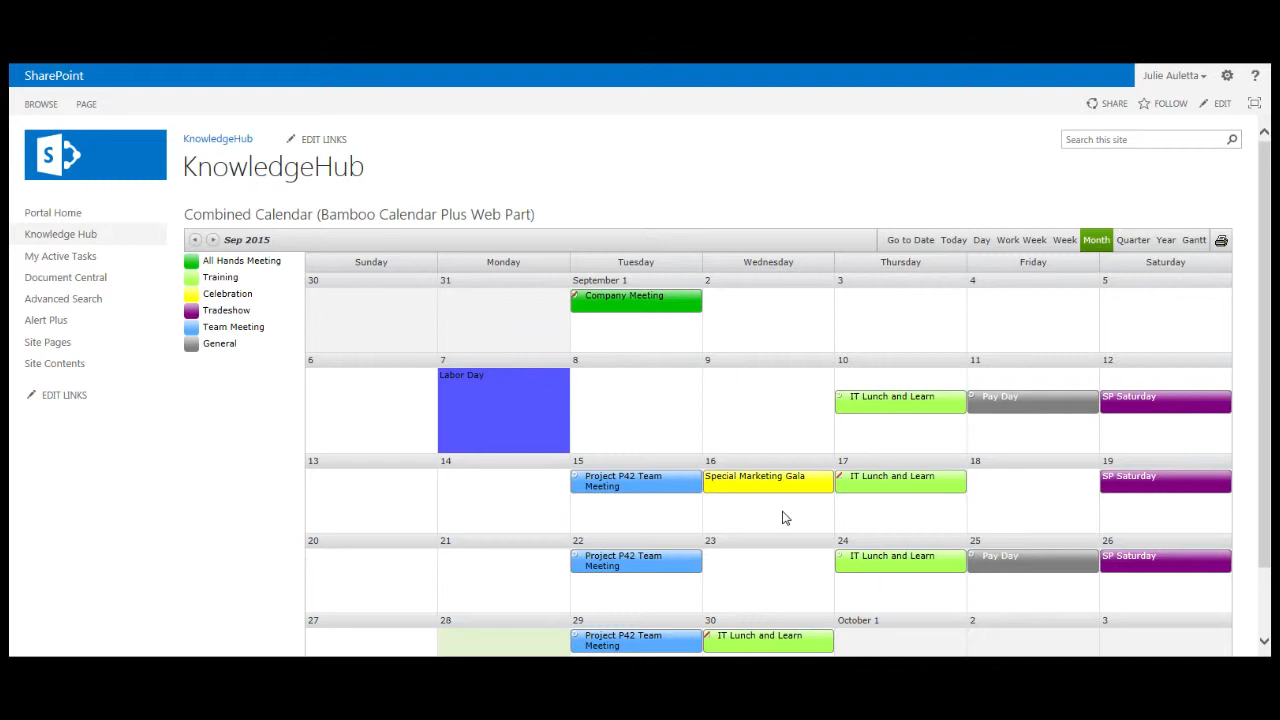 SharePoint
Julie Auletta
?
BROWSE PAGE
SHARE FOLLOW EDIT
S
KnowledgeHub EDIT LINKS
Search this site
KnowledgeHub
Portal Home
Knowledge Hub
My Active Tasks
Document Central
Advanced Search
Alert Plus
Site Pages
Site Contents
EDIT LINKS
Combined Calendar (Bamboo Calendar Plus Web Part)
Sep 2015
Go to Date Today Day Work Week Week Month Quarter Year Gantt
All Hands Meeting
Training
Celebration
Tradeshow
Team Meeting
General
Sunday Monday Tuesday Wednesday Thursday Friday Saturday
30 31 September 1 2 3 4 5
Company Meeting
6 7 8 9 10 11 12
Labor Day
IT Lunch and Learn Pay Day SP Saturday
13 14 15 16 17 18 19
Project P42 Team Meeting Special Marketing Gala IT Lunch and Learn SP Saturday
20 21 22 23 24 25 26
Project P42 Team Meeting IT Lunch and Learn Pay Day SP Saturday
27 28 29 30 October 1 2 3
Project P42 Team Meeting IT Lunch and Learn